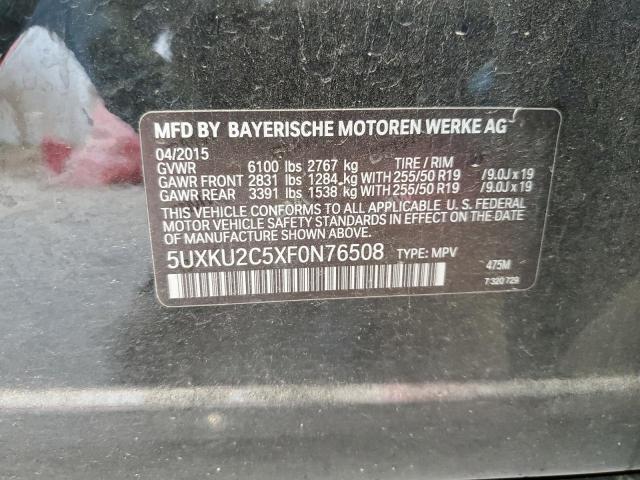 MFD BY BAYERISCHE MOTOREN WERKE AG
04/2015
GVWR 6100 lbs 2767 kg TIRE / RIM
GAWR FRONT 2831 lbs 1284 kg WITH 255/50 R19 /9.0J x 19
GAWR REAR 3391 lbs 1538 kg WITH 255/50 R19 /9.0J x 19
THIS VEHICLE CONFORMS TO ALL APPLICABLE U. S. FEDERAL
MOTOR VEHICLE SAFETY STANDARDS IN EFFECT ON THE DATE
OF MANUFACTURE SHOWN ABOVE.
5UXKU2C5XF0N76508 TYPE: MPV 475M
7 320 729